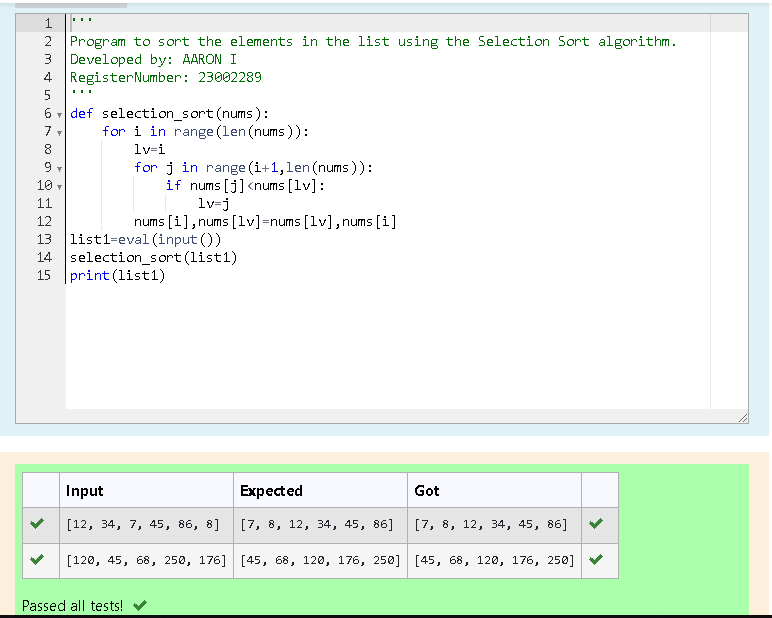 1 '''
2 Program to sort the elements in the list using the Selection Sort algorithm.
3 Developed by: AARON I
4 RegisterNumber: 23002289
5 '''
6 def selection_sort(nums):
7     for i in range(len(nums)):
8         lv=i
9         for j in range(i+1,len(nums)):
10             if nums[j]<nums[lv]:
11                 lv=j
12         nums[i],nums[lv]=nums[lv],nums[i]
13 list1=eval(input())
14 selection_sort(list1)
15 print(list1)
Input Expected Got
[12, 34, 7, 45, 86, 8] [7, 8, 12, 34, 45, 86] [7, 8, 12, 34, 45, 86]
[120, 45, 68, 250, 176] [45, 68, 120, 176, 250] [45, 68, 120, 176, 250]
Passed all tests!